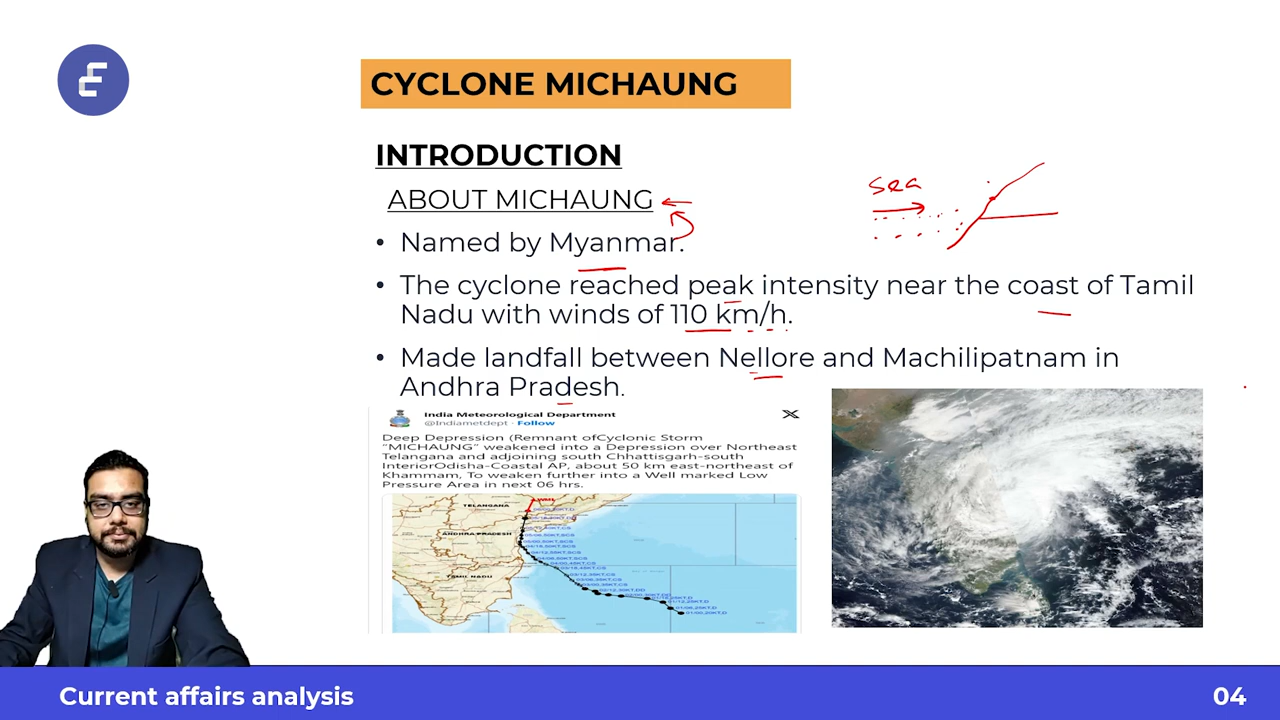 CYCLONE MICHAUNG
INTRODUCTION
ABOUT MICHAUNG
sea
• Named by Myanmar.
• The cyclone reached peak intensity near the coast of Tamil
Nadu with winds of 110 km/h.
• Made landfall between Nellore and Machilipatnam in
Andhra Pradesh.
India Meteorological Department
@Indiametdept · Follow
Deep Depression (Remnant ofCyclonic Storm
"MICHAUNG" weakened into a Depression over Northeast
Telangana and adjoining south Chhattisgarh-south
InteriorOdisha-Coastal AP, about 50 km east-northeast of
Khammam, To weaken further into a Well marked Low
Pressure Area in next 06 hrs.
TELANGANA
ANDHRA PRADESH
TAMIL NADU
Current affairs analysis
04